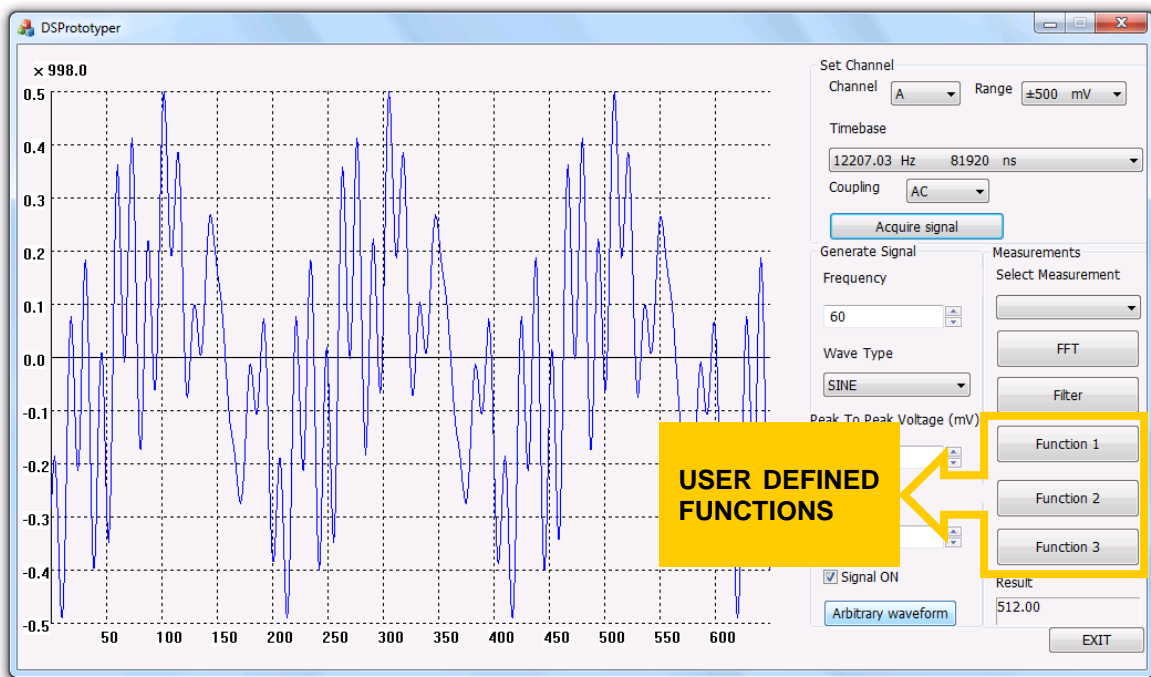 DSPrototyper
× 998.0
0.5
0.4
0.3
0.2
0.1
0.0
-0.1
-0.2
-0.3
-0.4
-0.5
50 100 150 200 250 300 350 400 450 500 550 600
Set Channel
Channel A Range ±500 mV
Timebase
12207.03 Hz 81920 ns
Coupling AC
Acquire signal
Generate Signal
Frequency
60
Wave Type
SINE
Peak To Peak Voltage (mV)
Signal ON
Arbitrary waveform
Measurements
Select Measurement
FFT
Filter
Function 1
Function 2
Function 3
USER DEFINED
FUNCTIONS
Result
512.00
EXIT